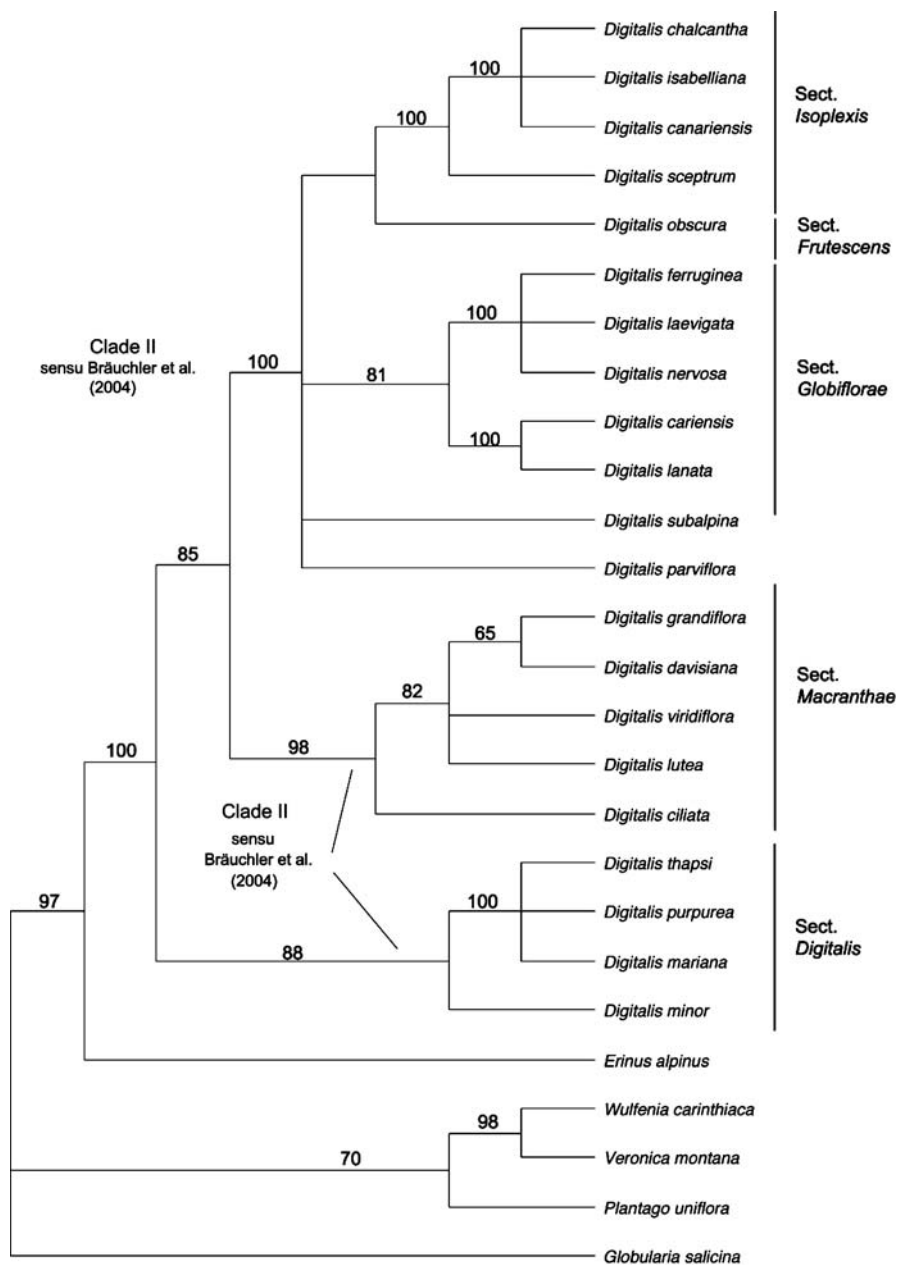 Digitalis chalcantha
100
Digitalis isabelliana
Sect.
Isoplexis
100
Digitalis canariensis
Digitalis sceptrum
Digitalis obscura
Sect.
Frutescens
Digitalis ferruginea
100
Digitalis laevigata
Clade II
sensu Bräuchler et al.
(2004)
100
81
Digitalis nervosa
Sect.
Globiflorae
Digitalis cariensis
100
Digitalis lanata
Digitalis subalpina
85
Digitalis parviflora
Digitalis grandiflora
65
Digitalis davisiana
Sect.
Macranthae
82
Digitalis viridiflora
98
100
Digitalis lutea
Clade II
sensu
Bräuchler et al.
(2004)
Digitalis ciliata
Digitalis thapsi
97
100
Digitalis purpurea
Sect.
Digitalis
88
Digitalis mariana
Digitalis minor
Erinus alpinus
Wulfenia carinthiaca
98
Veronica montana
70
Plantago uniflora
Globularia salicina